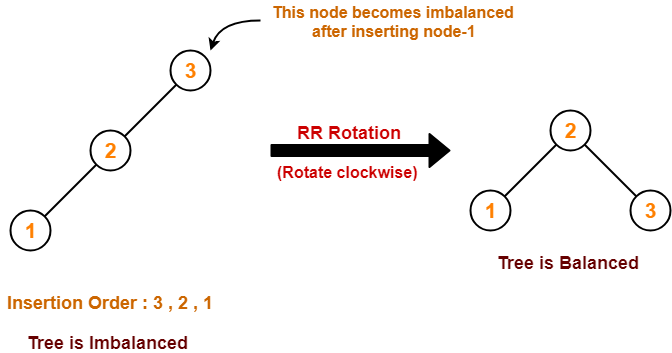 This node becomes imbalanced
after inserting node-1
3
2
1
RR Rotation
(Rotate clockwise)
2
1
3
Tree is Balanced
Insertion Order : 3 , 2 , 1
Tree is Imbalanced